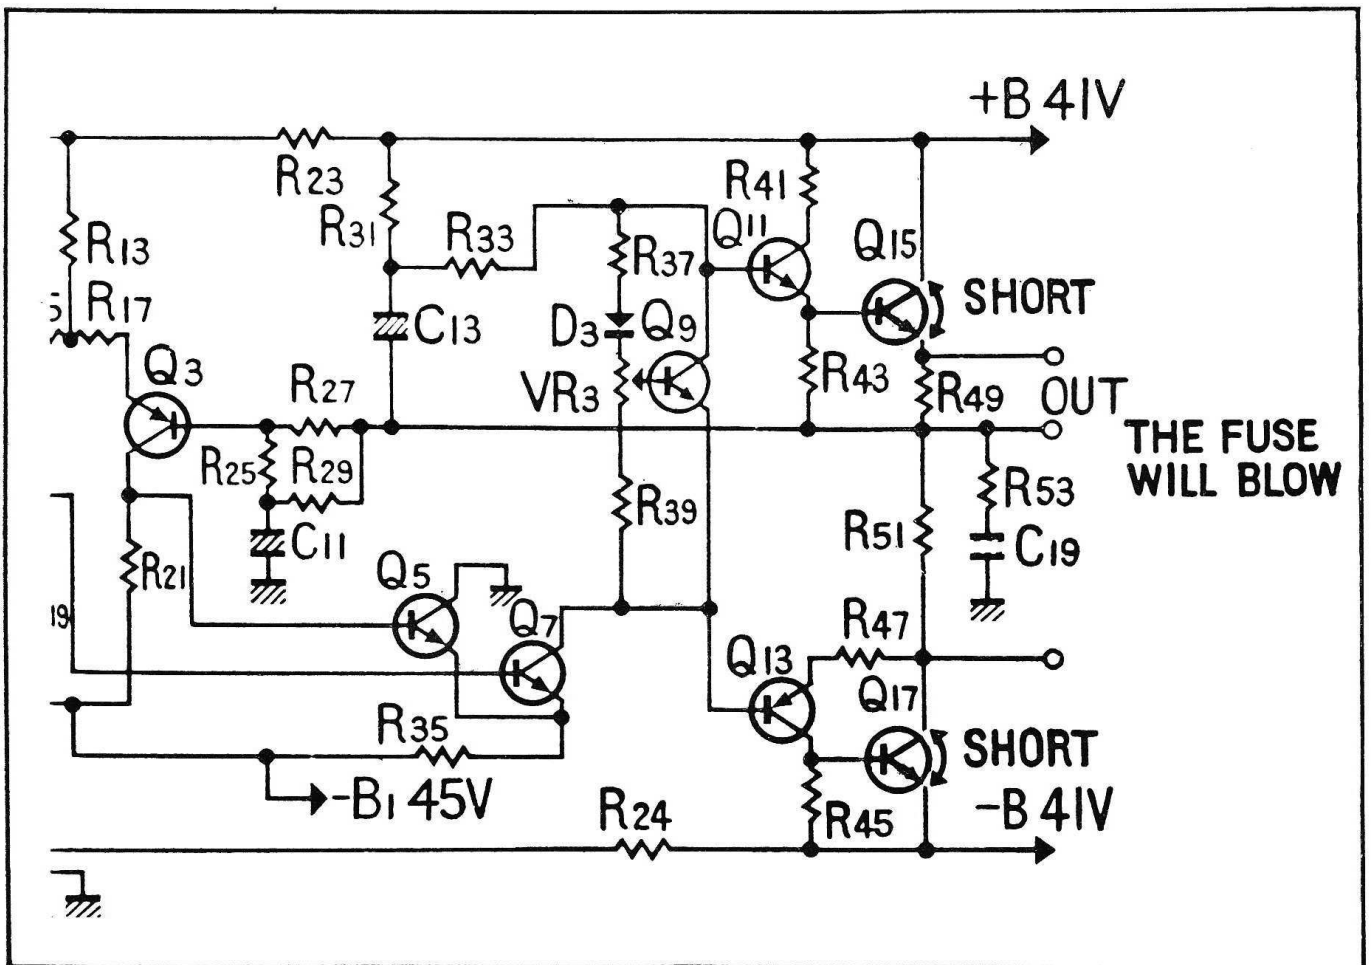 +B 41V
R23
R41
R31
R33
Q11
Q15
R13
R37
SHORT
R17
D3
Q9
C13
Q3
R27
VR3
R43
R49
OUT
THE FUSE
WILL BLOW
R25
R29
R39
R53
R51
C19
C11
R21
Q5
Q7
19
R47
Q13
Q17
R35
SHORT
-B1 45V
-B 41V
R24
R45